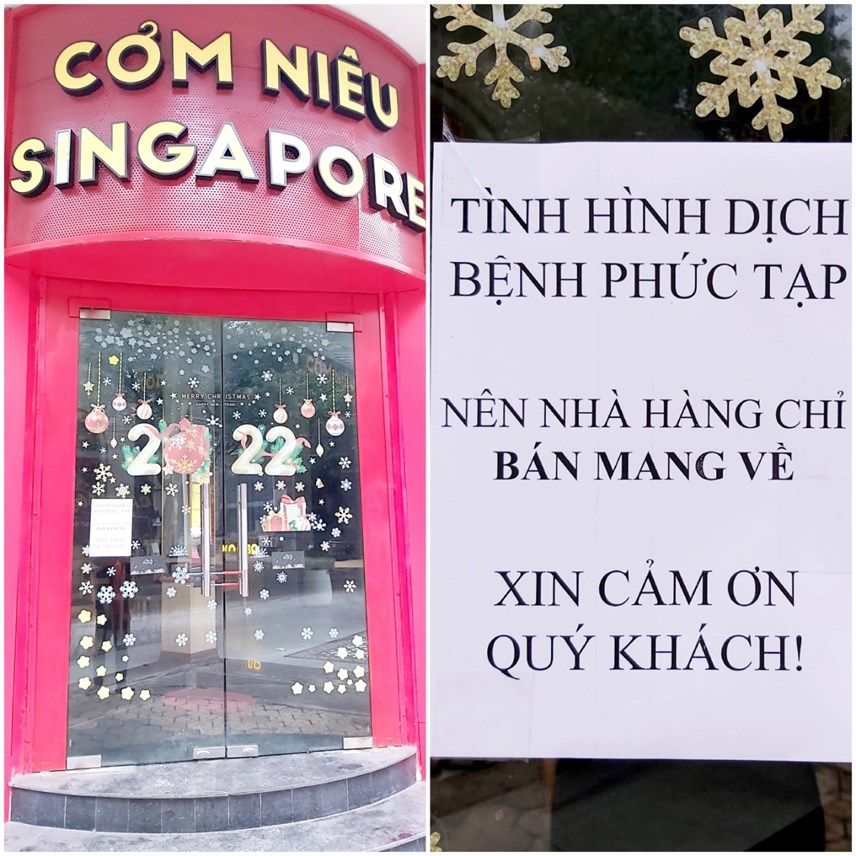 CƠM NIÊU
SINGAPORE
MERRY CHRISTMAS
2022
TÌNH HÌNH DỊCH
BỆNH PHỨC TẠP
NÊN NHÀ HÀNG CHỈ
BÁN MANG VỀ
XIN CẢM ƠN
QUÝ KHÁCH!